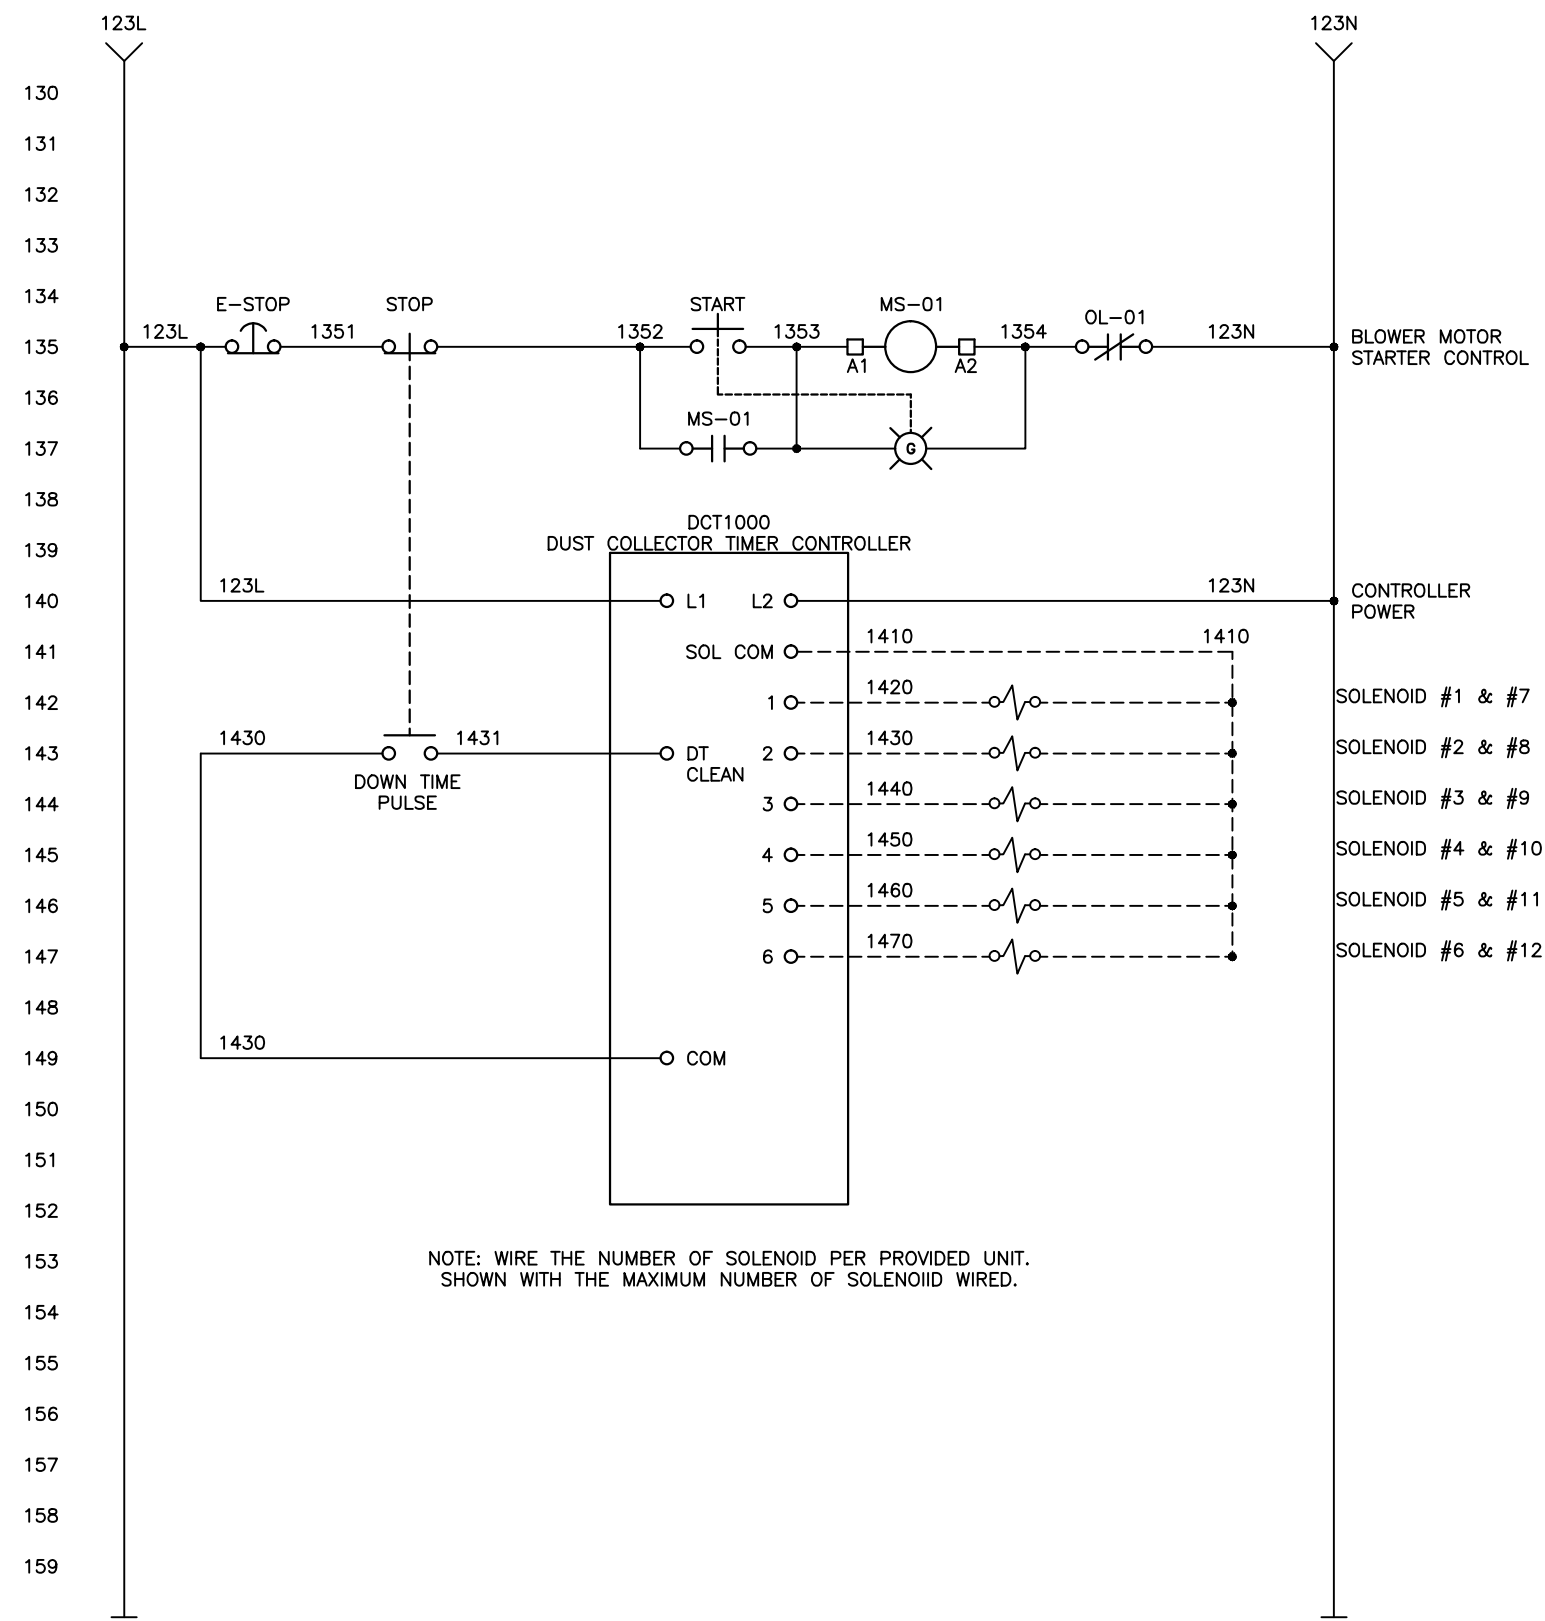 123L 123N
130
131
132
133
134
E-STOP STOP START MS-01
OL-01
123L 1351 1352 1353 1354 123N
135
A1 A2
BLOWER MOTOR
STARTER CONTROL
136
MS-01
137
G
138
DCT1000
139
DUST COLLECTOR TIMER CONTROLLER
123L 123N
140
L1 L2
CONTROLLER
POWER
1410 1410
141
SOL COM
1420
142
1
SOLENOID #1 & #7
1430 1431 1430
143
DT
CLEAN
2
SOLENOID #2 & #8
DOWN TIME
PULSE
1440
144
3
SOLENOID #3 & #9
1450
145
4
SOLENOID #4 & #10
1460
146
5
SOLENOID #5 & #11
1470
147
6
SOLENOID #6 & #12
148
1430
149
COM
150
151
152
153
NOTE: WIRE THE NUMBER OF SOLENOID PER PROVIDED UNIT.
SHOWN WITH THE MAXIMUM NUMBER OF SOLENOIID WIRED.
154
155
156
157
158
159